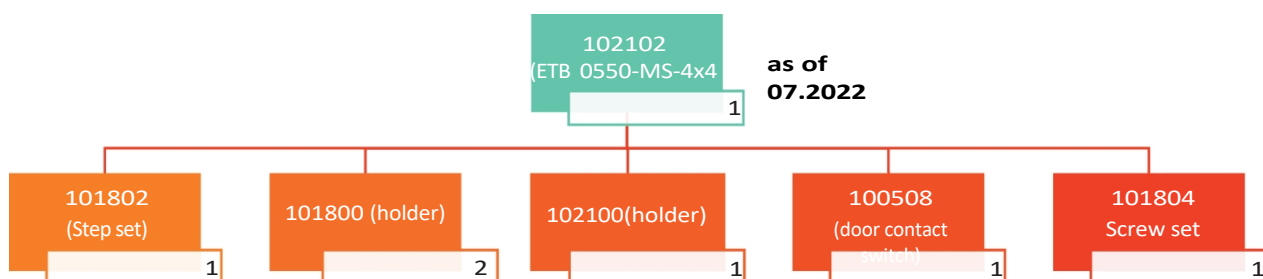 102102
(ETB 0550-MS-4x4
1
as of
07.2022
101802
(Step set)
1
101800 (holder)
2
102100(holder)
1
100508
(door contact
switch)
1
101804
Screw set
1